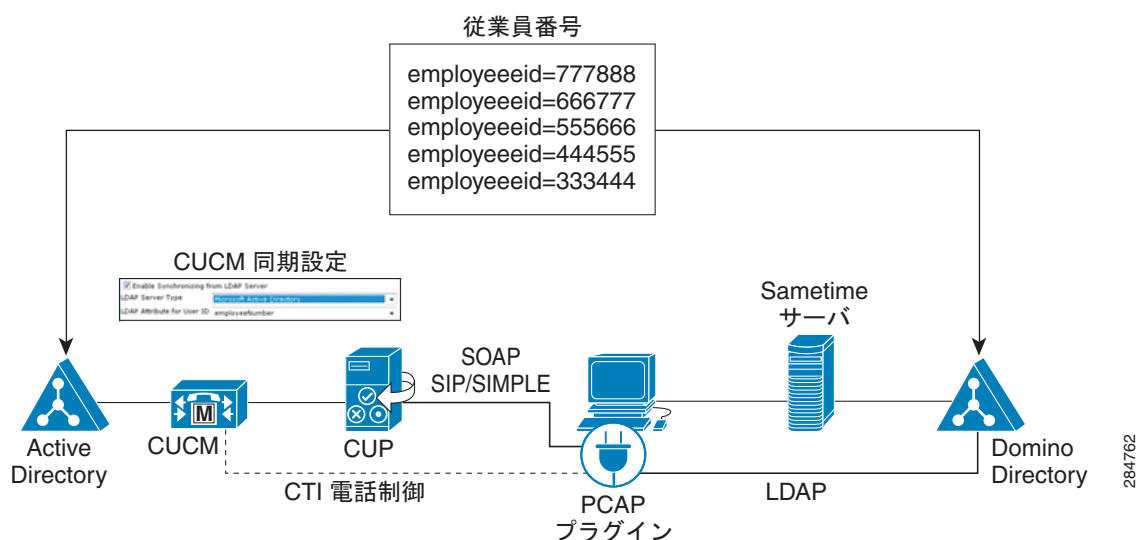 従業員番号
employeeeid=777888
employeeeid=666777
employeeeid=555666
employeeeid=444555
employeeeid=333444
CUCM 同期設定
Enable Synchronizing from LDAP Server
LDAP Server Type Microsoft Active Directory
LDAP Attribute for User ID employeeNumber
Sametime
サーバ
SOAP
SIP/SIMPLE
M
Active
Directory
CUCM
CUP
Domino
Directory
CTI 電話制御
LDAP
PCAP
プラグイン
284762